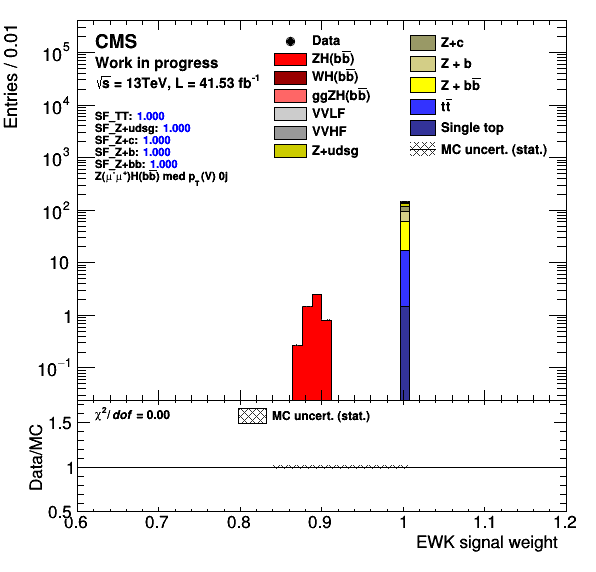 CMS
Work in progress
√s = 13TeV, L = 41.53 fb⁻¹
SF_TT: 1.000
SF_Z+udsg: 1.000
SF_Z+c: 1.000
SF_Z+b: 1.000
SF_Z+bb: 1.000
Z(μ⁻μ⁺)H(bb̅) med p_T(V) 0j
Data
ZH(bb̅)
WH(bb̅)
ggZH(bb̅)
VVLF
VVHF
Z+udsg
Z+c
Z + b
Z + bb̅
tt̅
Single top
MC uncert. (stat.)
Entries / 0.01
10⁵
10⁴
10³
10²
10
1
10⁻¹
χ²/dof = 0.00
MC uncert. (stat.)
Data/MC
1.5
1
0.5
0.6 0.7 0.8 0.9 1 1.1 1.2
EWK signal weight